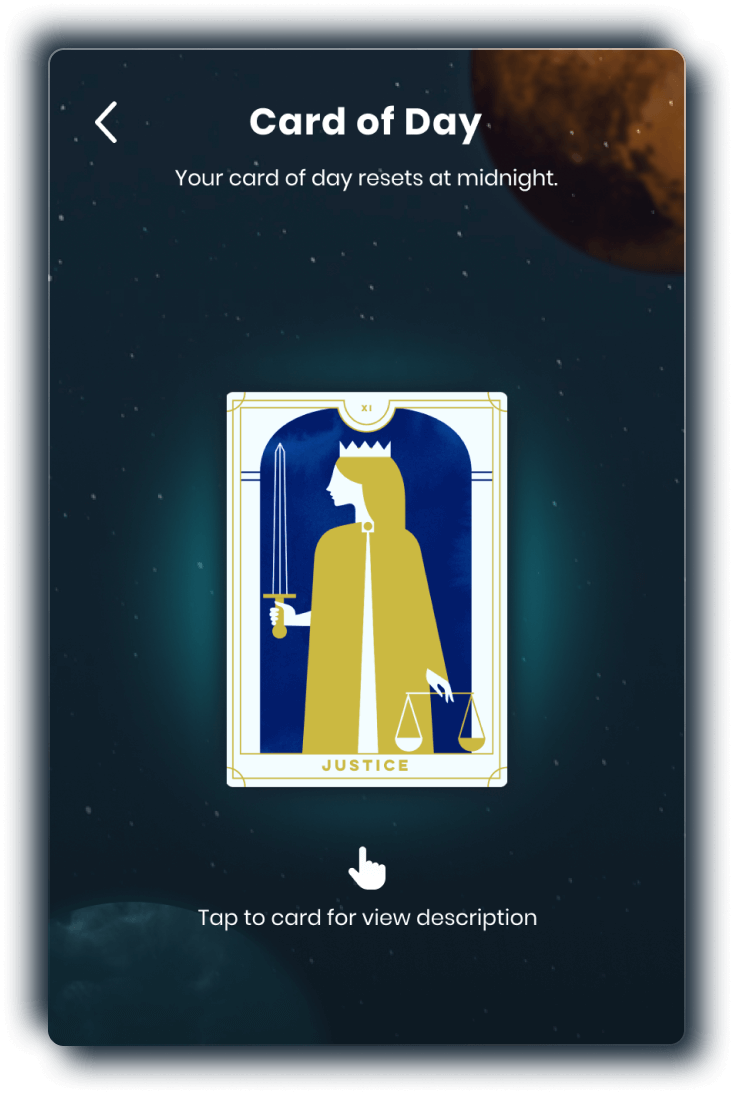 Card of Day
Your card of day resets at midnight.
XI
JUSTICE
Tap to card for view description